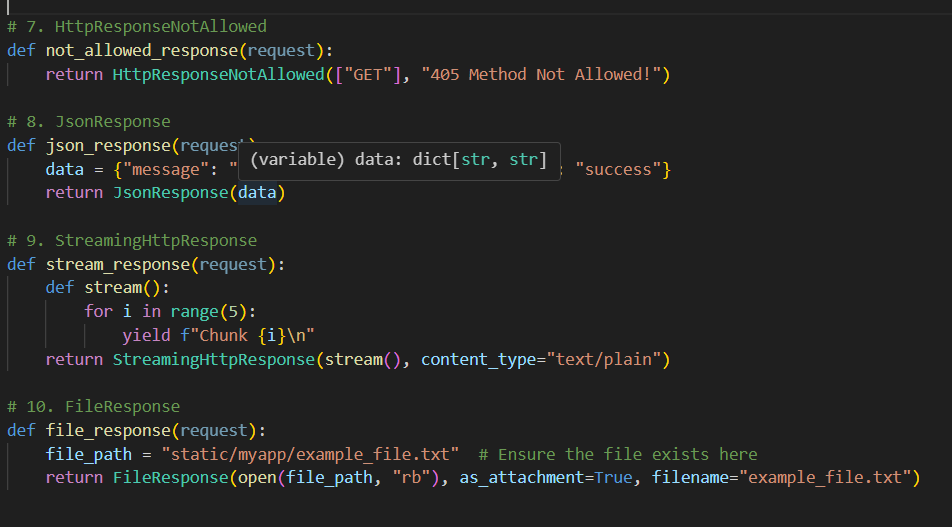 # 7. HttpResponseNotAllowed
def not_allowed_response(request):
    return HttpResponseNotAllowed(["GET"], "405 Method Not Allowed!")
# 8. JsonResponse
def json_response(request):
(variable) data: dict[str, str]
    data = {"message": " : "success"}
    return JsonResponse(data)
# 9. StreamingHttpResponse
def stream_response(request):
    def stream():
        for i in range(5):
            yield f"Chunk {i}\n"
    return StreamingHttpResponse(stream(), content_type="text/plain")
# 10. FileResponse
def file_response(request):
    file_path = "static/myapp/example_file.txt"  # Ensure the file exists here
    return FileResponse(open(file_path, "rb"), as_attachment=True, filename="example_file.txt")